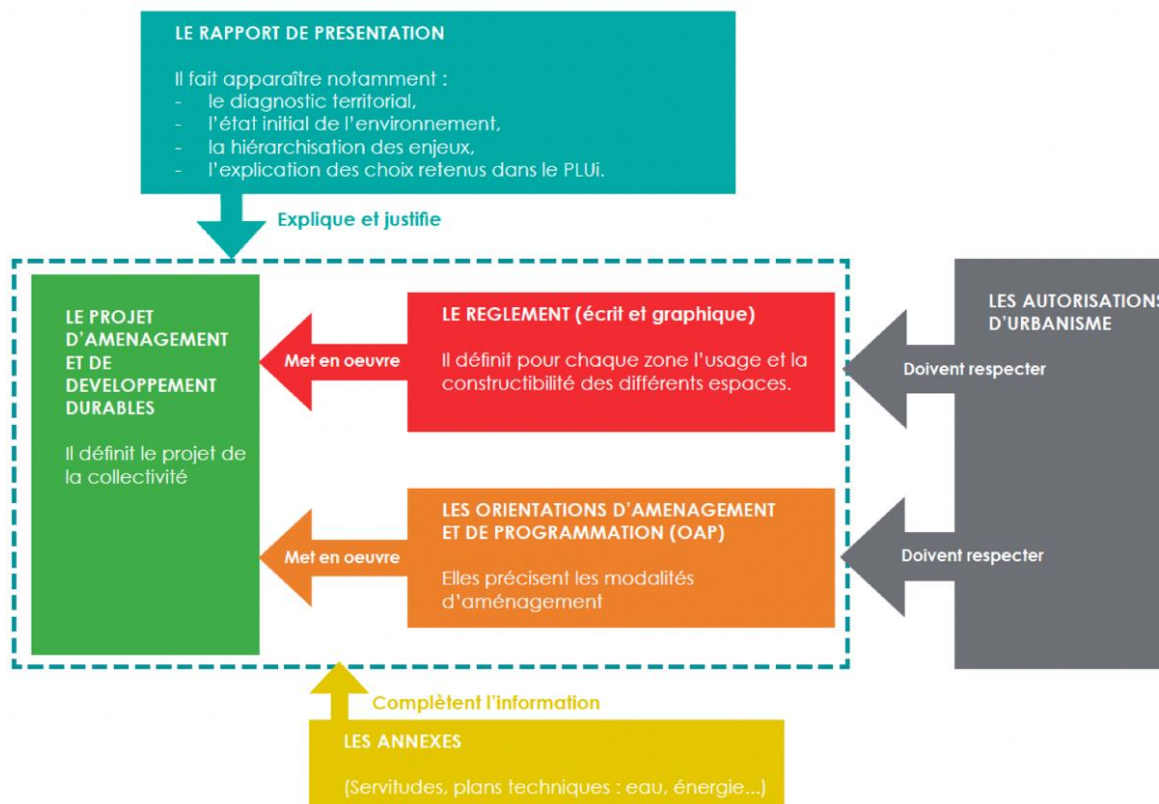 LE RAPPORT DE PRESENTATION
Il fait apparaître notamment :
- le diagnostic territorial,
- l'état initial de l'environnement,
- la hiérarchisation des enjeux,
- l'explication des choix retenus dans le PLUi.
Explique et justifie
LE PROJET
D'AMENAGEMENT
ET DE
DEVELOPPEMENT
DURABLES
Il définit le projet de
la collectivité
Met en oeuvre
LE REGLEMENT (écrit et graphique)
Il définit pour chaque zone l'usage et la
constructibilité des différents espaces.
Doivent respecter
LES AUTORISATIONS
D'URBANISME
Met en oeuvre
LES ORIENTATIONS D'AMENAGEMENT
ET DE PROGRAMMATION (OAP)
Elles précisent les modalités
d'aménagement
Doivent respecter
Complètent l'information
LES ANNEXES
(Servitudes, plans techniques : eau, énergie...)